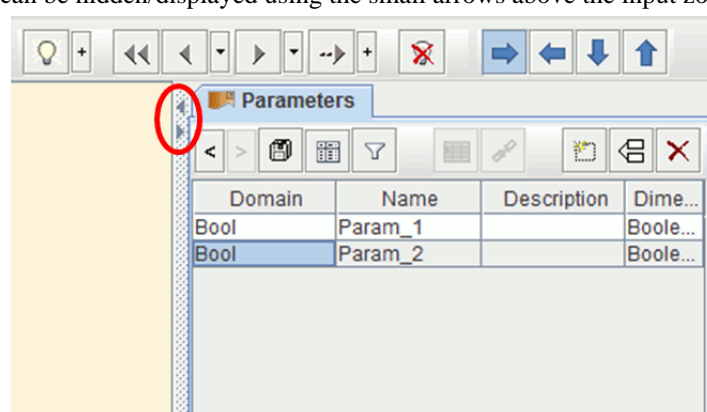 can be hidden/displayed using the small arrows above the input zo
+ +
Parameters
< >
Domain Name Description Dime...
Bool Param_1 Boole...
Bool Param_2 Boole...